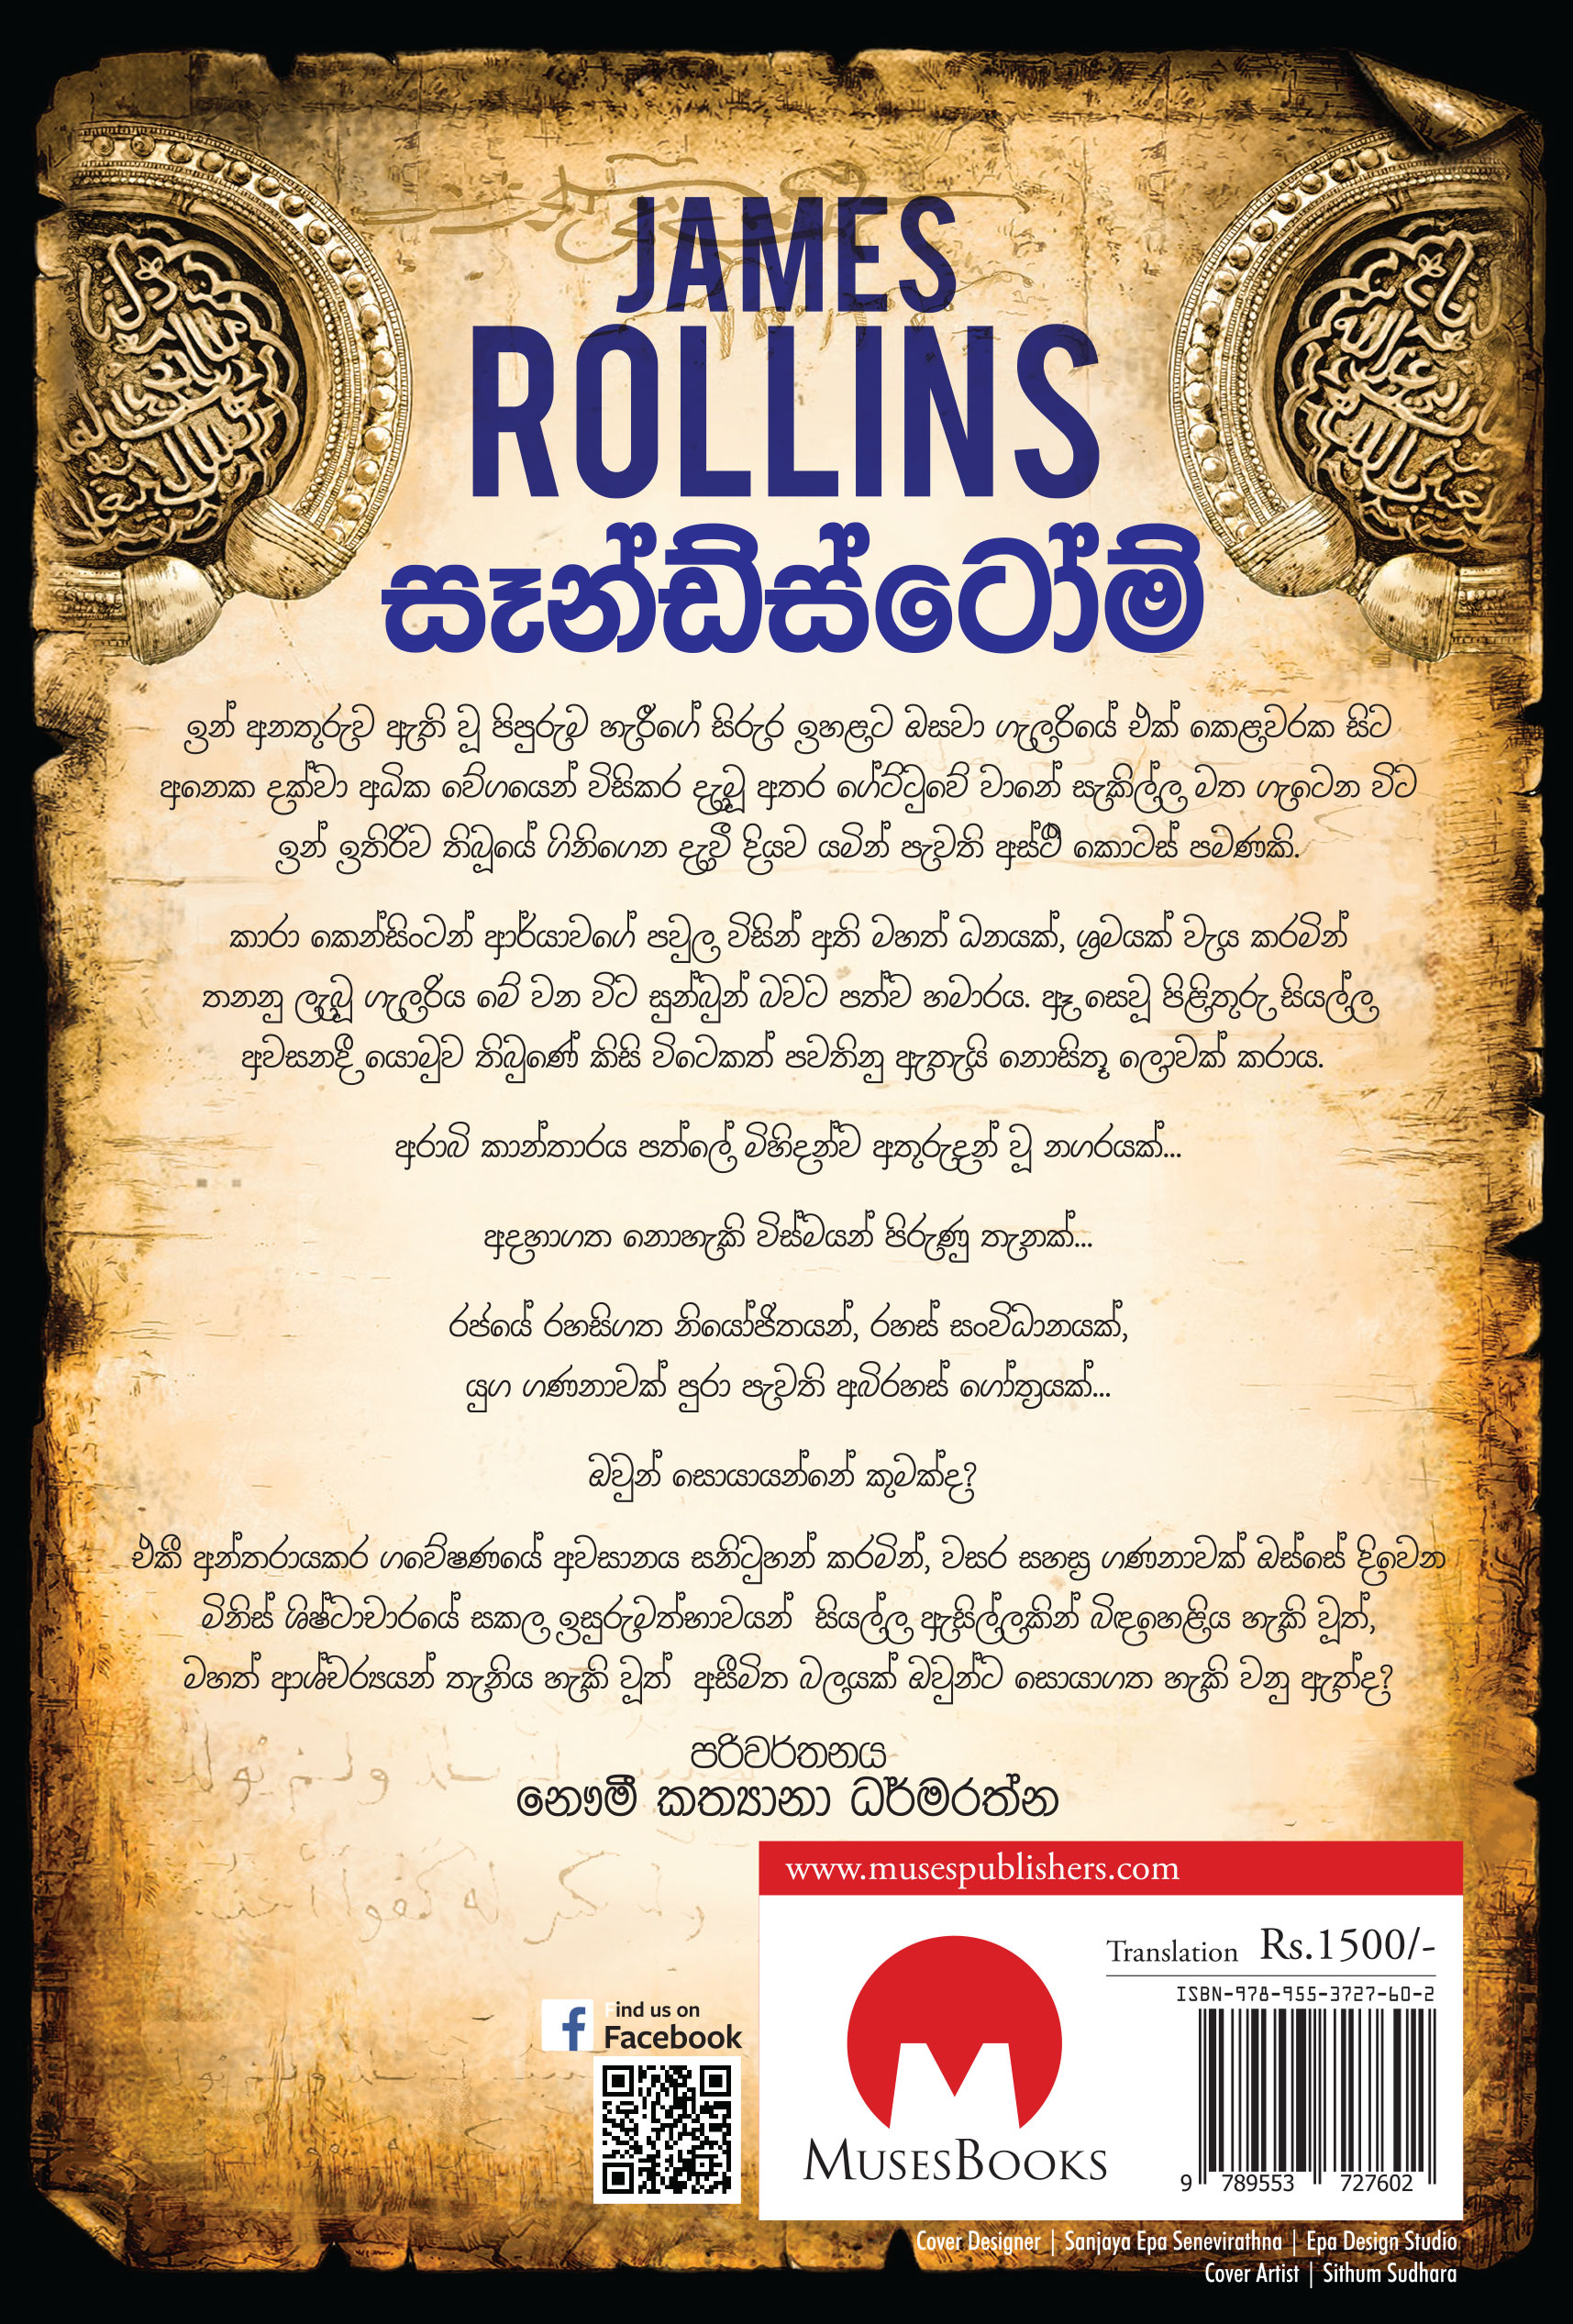 JAMES
ROLLINS
සෑන්ඩ්ස්ටෝම්
ඉන් අනතුරුව ඇති වූ පිපුරුම හැරීගේ සිරුර ඉහළට ඔසවා ගැලරියේ එක් කෙළවරක සිට
අනෙක දක්වා අධික වේගයෙන් විසිකර දැමූ අතර ගේට්ටුවේ වානේ සැකිල්ල මත ගැටෙන විට
ඉන් ඉතිරිව තිබූයේ ගිනිගෙන දැවී දියව යමින් පැවති අස්ථි කොටස් පමණකි.
කාරා කෙන්සිංටන් ආර්යාවගේ පවුල විසින් අති මහත් ධනයක්, ශ්‍රමයක් වැය කරමින්
තනනු ලැබූ ගැලරිය මේ වන විට සුන්බුන් බවට පත්ව හමාරය. ඈ සෙවූ පිළිතුරු සියල්ල
අවසනදී යොමුව තිබුණේ කිසි විටෙකත් පවතිනු ඇතැයි නොසිතූ ලොවක් කරාය.
අරාබි කාන්තාරය පත්ලේ මිහිදන්ව අතුරුදන් වූ නගරයක්...
අදහාගත නොහැකි විස්මයන් පිරුණු තැනක්...
රජයේ රහසිගත නියෝජිතයන්, රහස් සංවිධානයක්,
යුග ගණනාවක් පුරා පැවති අබිරහස් ගෝත්‍රයක්...
ඔවුන් සොයායන්නේ කුමක්ද?
එකී අන්තරායකර ගවේෂණයේ අවසානය සනිටුහන් කරමින්, වසර සහස්‍ර ගණනාවක් ඔස්සේ දිවෙන
මිනිස් ශිෂ්ටාචාරයේ සකල ඉසුරුමත්භාවයන් සියල්ල ඇසිල්ලකින් බිඳහෙළිය හැකි වූත්,
මහත් ආශ්චර්‍යයන් තැනිය හැකි වූත් අසීමිත බලයක් ඔවුන්ට සොයාගත හැකි වනු ඇත්ද?
පරිවර්තනය
නෞමී කත්‍යානා ධර්මරත්න
www.musespublishers.com
Translation Rs.1500/-
ISBN-978-955-3727-60-2
9 789553 727602
MUSESBOOKS
Find us on
Facebook
Cover Designer | Sanjaya Epa Senevirathna | Epa Design Studio
Cover Artist | Sithum Sudhara